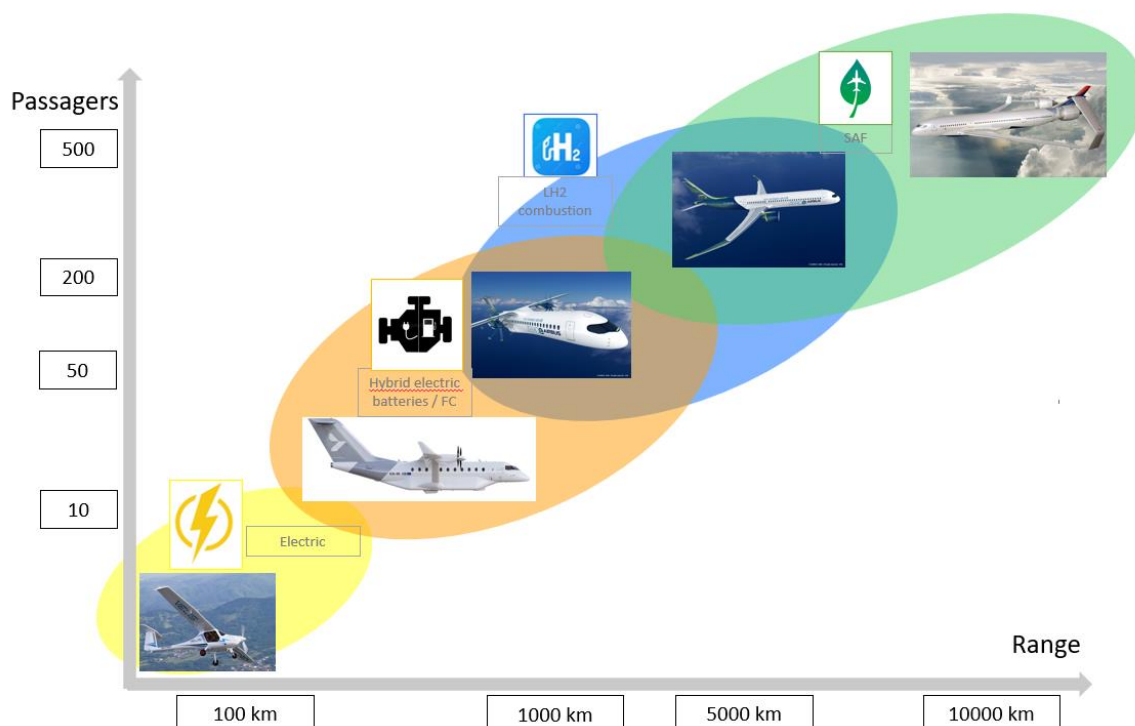 Passagers
500
200
50
10
SAF
H2
LH2
combustion
Hybrid electric
batteries / FC
Electric
Range
100 km
1000 km
5000 km
10000 km